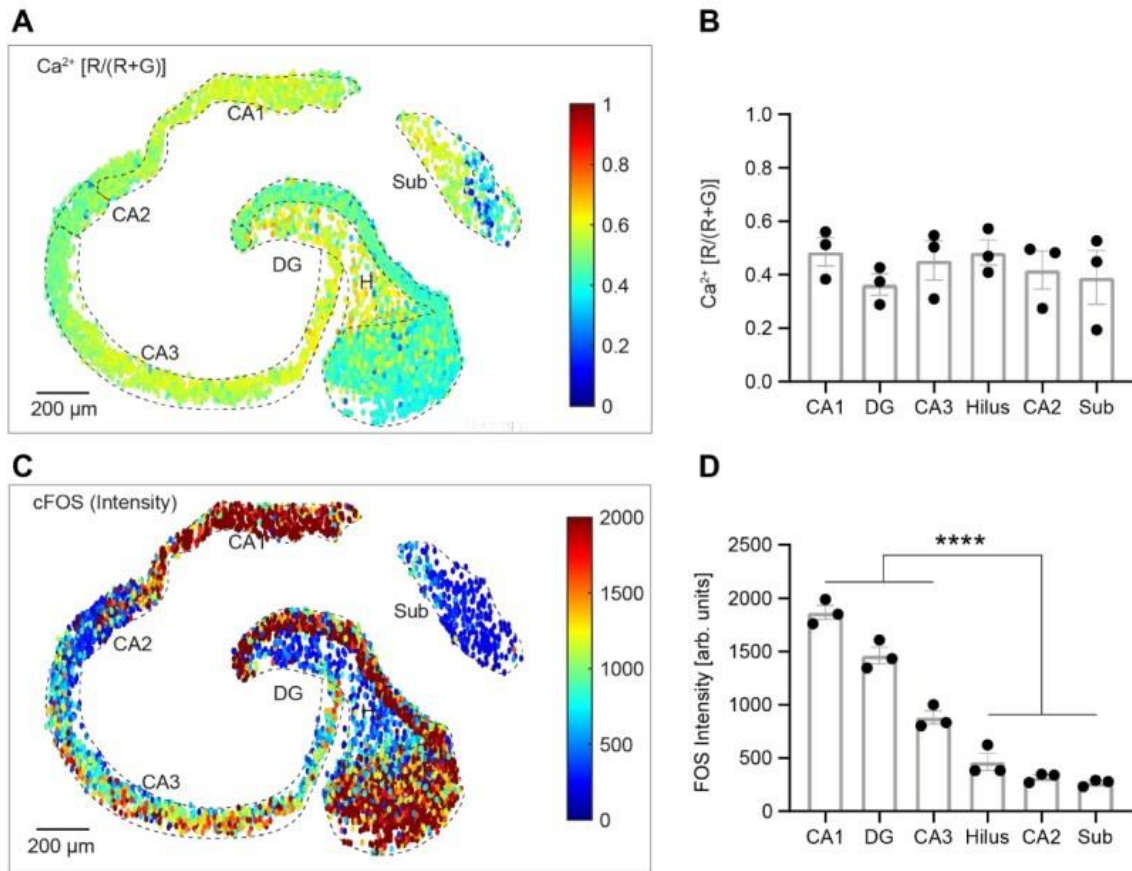 A
Ca²⁺ [R/(R+G)]
CA1
CA2
CA3
DG
H
Sub
200 µm
1
0.8
0.6
0.4
0.2
0
B
Ca²⁺ [R/(R+G)]
1.0
0.8
0.6
0.4
0.2
0.0
CA1 DG CA3 Hilus CA2 Sub
C
cFOS (Intensity)
CA1
CA2
CA3
DG
H
Sub
200 µm
2000
1500
1000
500
0
D
FOS Intensity [arb. units]
2500
2000
1500
1000
500
0
****
CA1 DG CA3 Hilus CA2 Sub